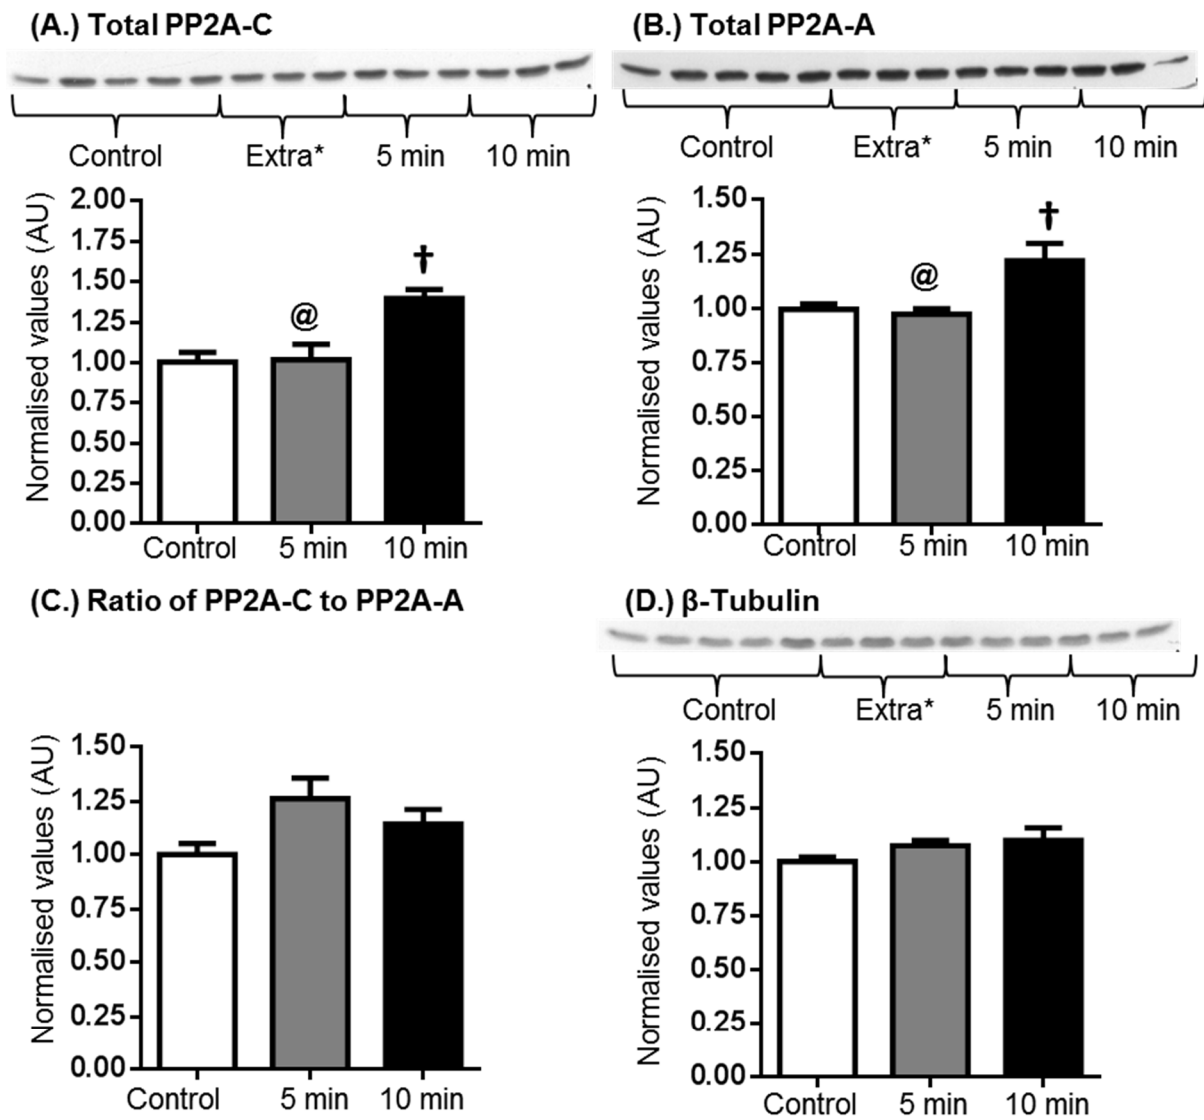 (A.) Total PP2A-C
Control Extra* 5 min 10 min
Normalised values (AU)
2.00
1.75
1.50
1.25
1.00
0.75
0.50
0.25
0.00
@
†
Control 5 min 10 min
(B.) Total PP2A-A
Control Extra* 5 min 10 min
Normalised values (AU)
1.50
1.25
1.00
0.75
0.50
0.25
0.00
@
†
Control 5 min 10 min
(C.) Ratio of PP2A-C to PP2A-A
Normalised values (AU)
1.50
1.25
1.00
0.75
0.50
0.25
0.00
Control 5 min 10 min
(D.) β-Tubulin
Control Extra* 5 min 10 min
Normalised values (AU)
1.50
1.25
1.00
0.75
0.50
0.25
0.00
Control 5 min 10 min